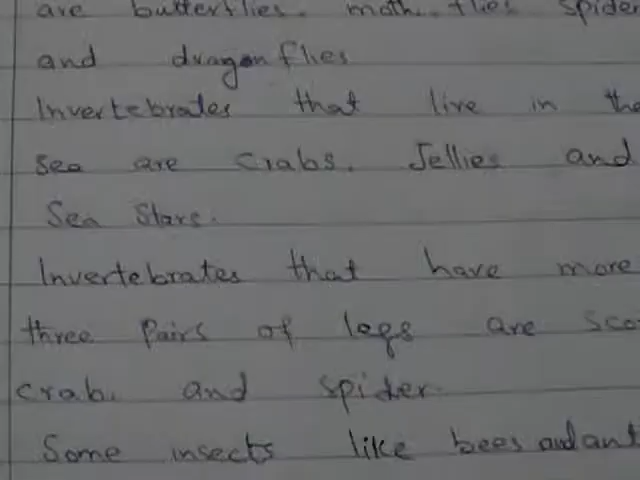 are butterflies, moth, flies spider
and dragonflies
Invertebrates that live in the
Sea are crabs, Jellies and
Sea Stars.
Invertebrates that have more
three pairs of legs are sco
crab, and spider.
Some insects like bees and ant